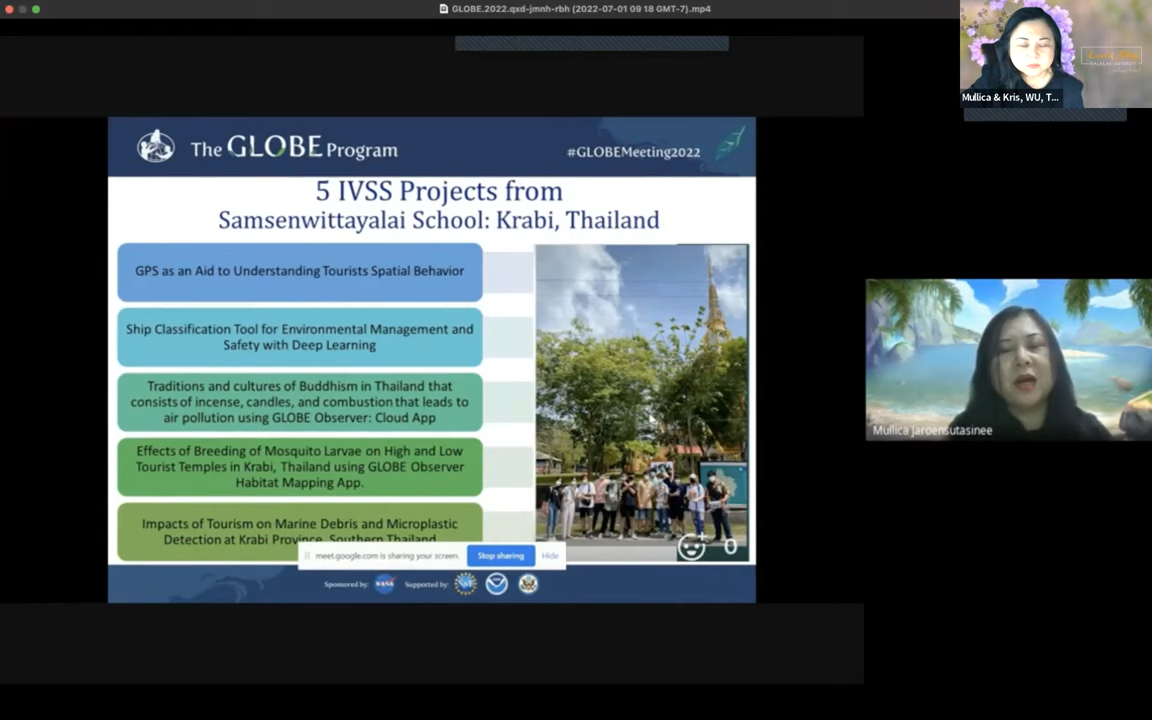 GLOBE.2022.qxd-jmnh-rbh (2022-07-01 09 18 GMT-7).mp4
WALAILAK UNIVERSITY
Mullica & Kris, WU, T...
The GLOBE Program
#GLOBEMeeting2022
5 IVSS Projects from
Samsenwittayalai School: Krabi, Thailand
GPS as an Aid to Understanding Tourists Spatial Behavior
Ship Classification Tool for Environmental Management and
Safety with Deep Learning
Traditions and cultures of Buddhism in Thailand that
consists of incense, candles, and combustion that leads to
air pollution using GLOBE Observer: Cloud App
Effects of Breeding of Mosquito Larvae on High and Low
Tourist Temples in Krabi, Thailand using GLOBE Observer
Habitat Mapping App.
Impacts of Tourism on Marine Debris and Microplastic
Detection at Krabi Province, Southern Thailand
meet.google.com is sharing your screen.
Stop sharing
Hide
0
Sponsored by:
NASA
Supported by:
NSF
Mullica Jaroensutasinee